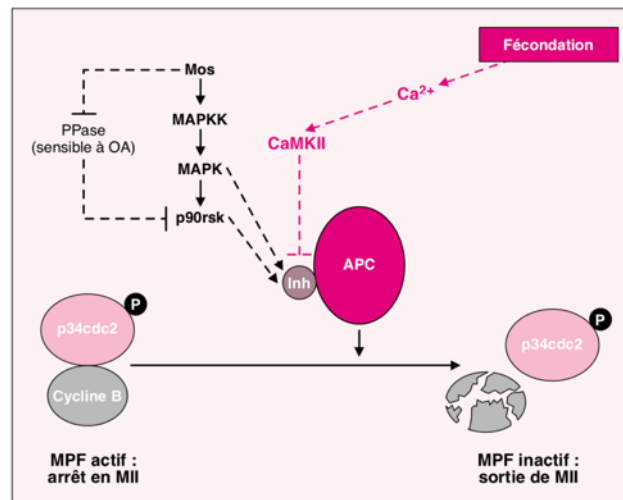 Fécondation
Mos
Ca²⁺
PPase
(sensible à OA)
MAPKK
CaMKII
MAPK
p90rsk
APC
Inh
P
p34cdc2
Cycline B
P
p34cdc2
MPF actif :
arrêt en MII
MPF inactif :
sortie de MII